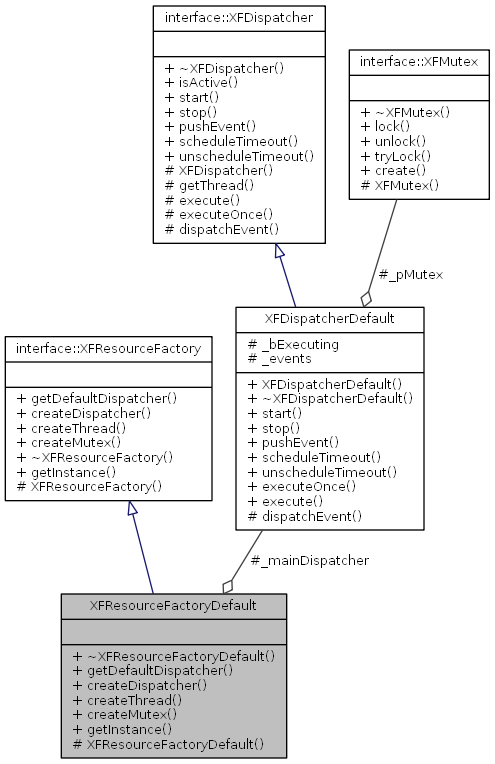 interface::XFDispatcher
+ ~XFDispatcher()
+ isActive()
+ start()
+ stop()
+ pushEvent()
+ scheduleTimeout()
+ unscheduleTimeout()
# XFDispatcher()
# getThread()
# execute()
# executeOnce()
# dispatchEvent()
interface::XFMutex
+ ~XFMutex()
+ lock()
+ unlock()
+ tryLock()
+ create()
# XFMutex()
#_pMutex
XFDispatcherDefault
# _bExecuting
# _events
+ XFDispatcherDefault()
+ ~XFDispatcherDefault()
+ start()
+ stop()
+ pushEvent()
+ scheduleTimeout()
+ unscheduleTimeout()
+ executeOnce()
+ execute()
# dispatchEvent()
interface::XFResourceFactory
+ getDefaultDispatcher()
+ createDispatcher()
+ createThread()
+ createMutex()
+ ~XFResourceFactory()
+ getInstance()
# XFResourceFactory()
#_mainDispatcher
XFResourceFactoryDefault
+ ~XFResourceFactoryDefault()
+ getDefaultDispatcher()
+ createDispatcher()
+ createThread()
+ createMutex()
+ getInstance()
# XFResourceFactoryDefault()